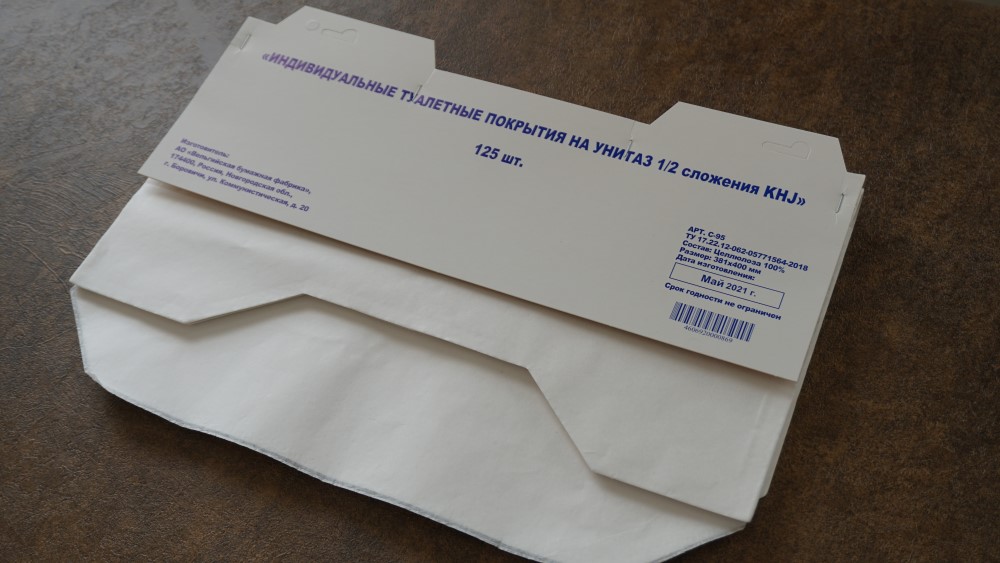 «ИНДИВИДУАЛЬНЫЕ ТУАЛЕТНЫЕ ПОКРЫТИЯ НА УНИТАЗ 1/2 сложения KHJ»
125 шт.
Изготовитель:
АО «Вельгийская бумажная фабрика»,
174400, Россия, Новгородская обл.,
г. Боровичи, ул. Коммунистическая, д. 20
АРТ. С-95
ТУ 17.22.12-062-05771564-2018
Состав: Целлюлоза 100%
Размер: 381х400 мм
Дата изготовления:
Май 2021 г.
Срок годности не ограничен
4606920000869